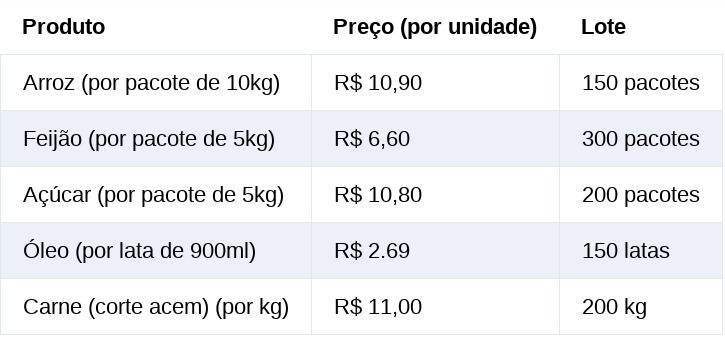 Produto Preço (por unidade) Lote
Arroz (por pacote de 10kg) R$ 10,90 150 pacotes
Feijão (por pacote de 5kg) R$ 6,60 300 pacotes
Açúcar (por pacote de 5kg) R$ 10,80 200 pacotes
Óleo (por lata de 900ml) R$ 2.69 150 latas
Carne (corte acem) (por kg) R$ 11,00 200 kg